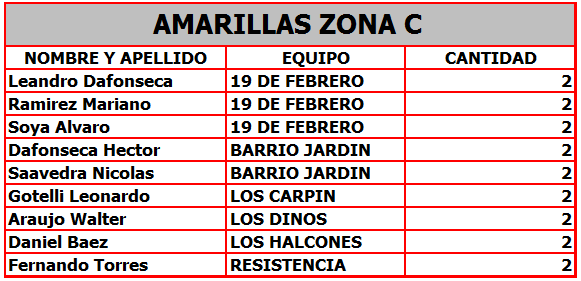 AMARILLAS ZONA C
NOMBRE Y APELLIDO EQUIPO CANTIDAD
Leandro Dafonseca 19 DE FEBRERO 2
Ramirez Mariano 19 DE FEBRERO 2
Soya Alvaro 19 DE FEBRERO 2
Dafonseca Hector BARRIO JARDIN 2
Saavedra Nicolas BARRIO JARDIN 2
Gotelli Leonardo LOS CARPIN 2
Araujo Walter LOS DINOS 2
Daniel Baez LOS HALCONES 2
Fernando Torres RESISTENCIA 2